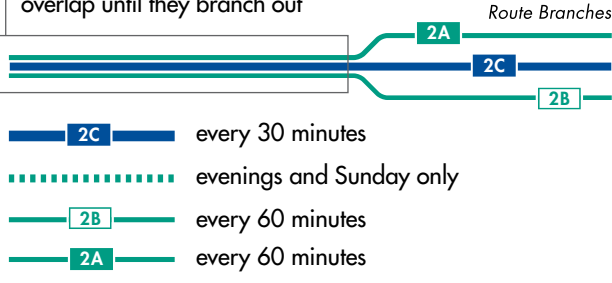 overlap until they branch out
Route Branches
2A
2C
2B
2C every 30 minutes
evenings and Sunday only
2B every 60 minutes
2A every 60 minutes